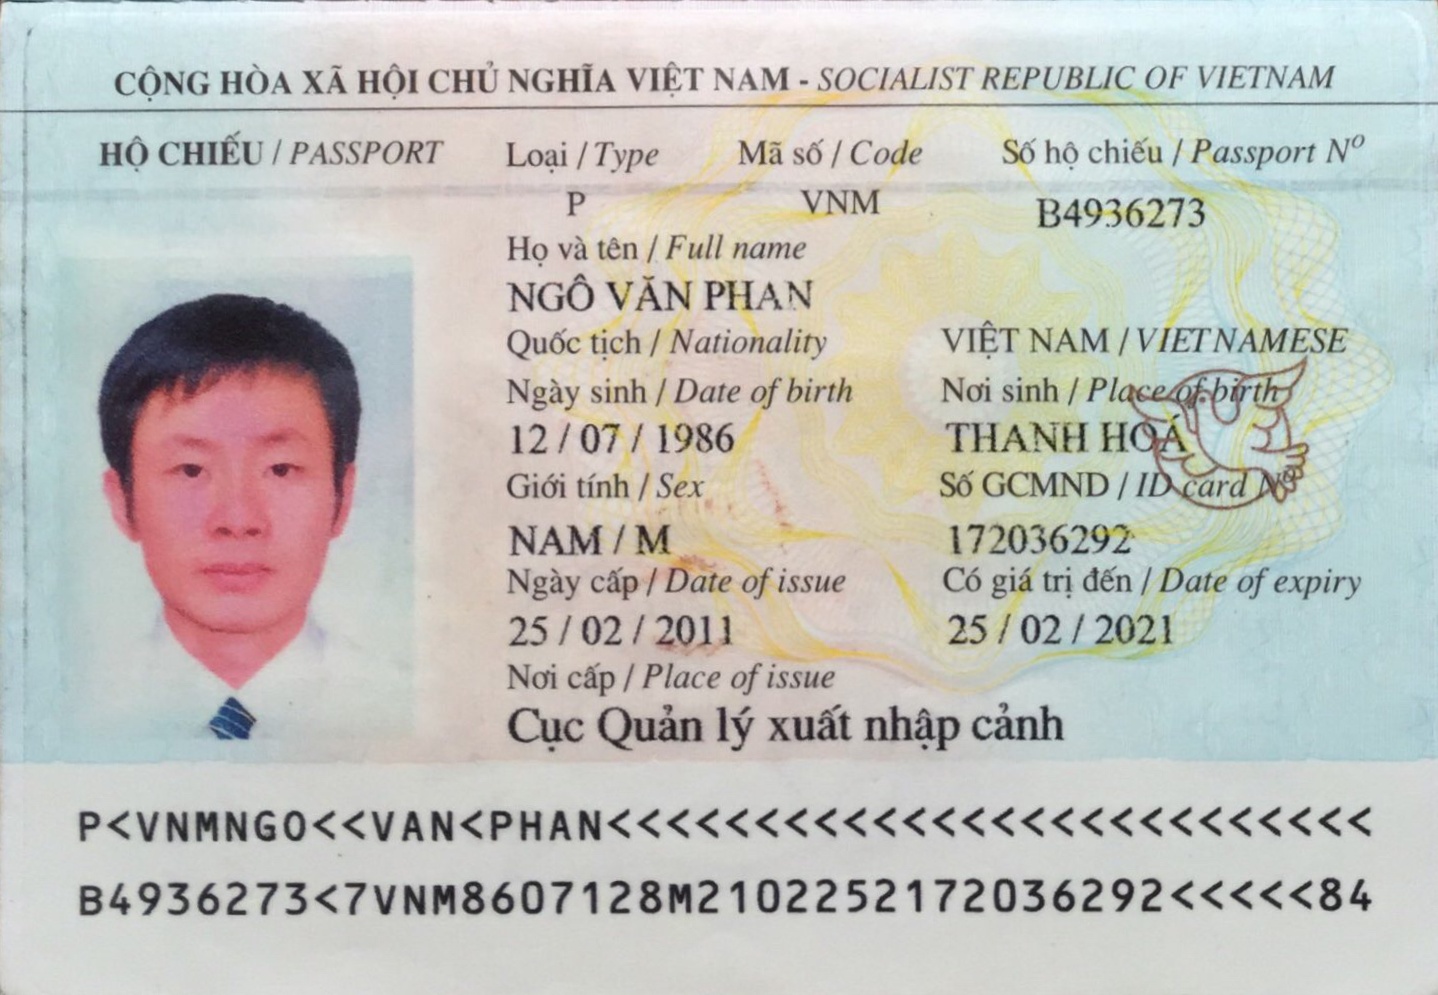 CỘNG HÒA XÃ HỘI CHỦ NGHĨA VIỆT NAM - SOCIALIST REPUBLIC OF VIETNAM
HỘ CHIẾU / PASSPORT Loại / Type Mã số / Code Số hộ chiếu / Passport Nº
P VNM B4936273
Họ và tên / Full name
NGÔ VĂN PHAN
Quốc tịch / Nationality VIỆT NAM / VIETNAMESE
Ngày sinh / Date of birth Nơi sinh / Place of birth
12 / 07 / 1986 THANH HOÁ
Giới tính / Sex Số GCMND / ID card Nº
NAM / M 172036292
Ngày cấp / Date of issue Có giá trị đến / Date of expiry
25 / 02 / 2011 25 / 02 / 2021
Nơi cấp / Place of issue
Cục Quản lý xuất nhập cảnh
P<VNMNGO<<VAN<PHAN<<<<<<<<<<<<<<<<<<<<<<<<<<
B4936273<7VNM8607128M2102252172036292<<<<<84